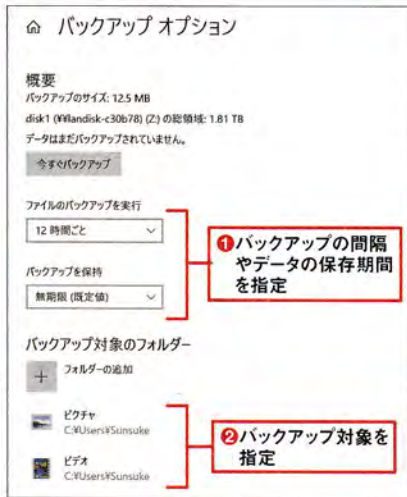 バックアップ オプション
概要
バックアップのサイズ: 12.5 MB
disk1 (¥¥landisk-c30b78) (Z:) の総領域: 1.81 TB
データはまだバックアップされていません。
今すぐバックアップ
ファイルのバックアップを実行
12 時間ごと
バックアップを保持
無期限 (既定値)
❶バックアップの間隔
やデータの保存期間
を指定
バックアップ対象のフォルダー
フォルダーの追加
ピクチャ
C:¥Users¥Sunsuke
ビデオ
C:¥Users¥Sunsuke
❷バックアップ対象を
指定